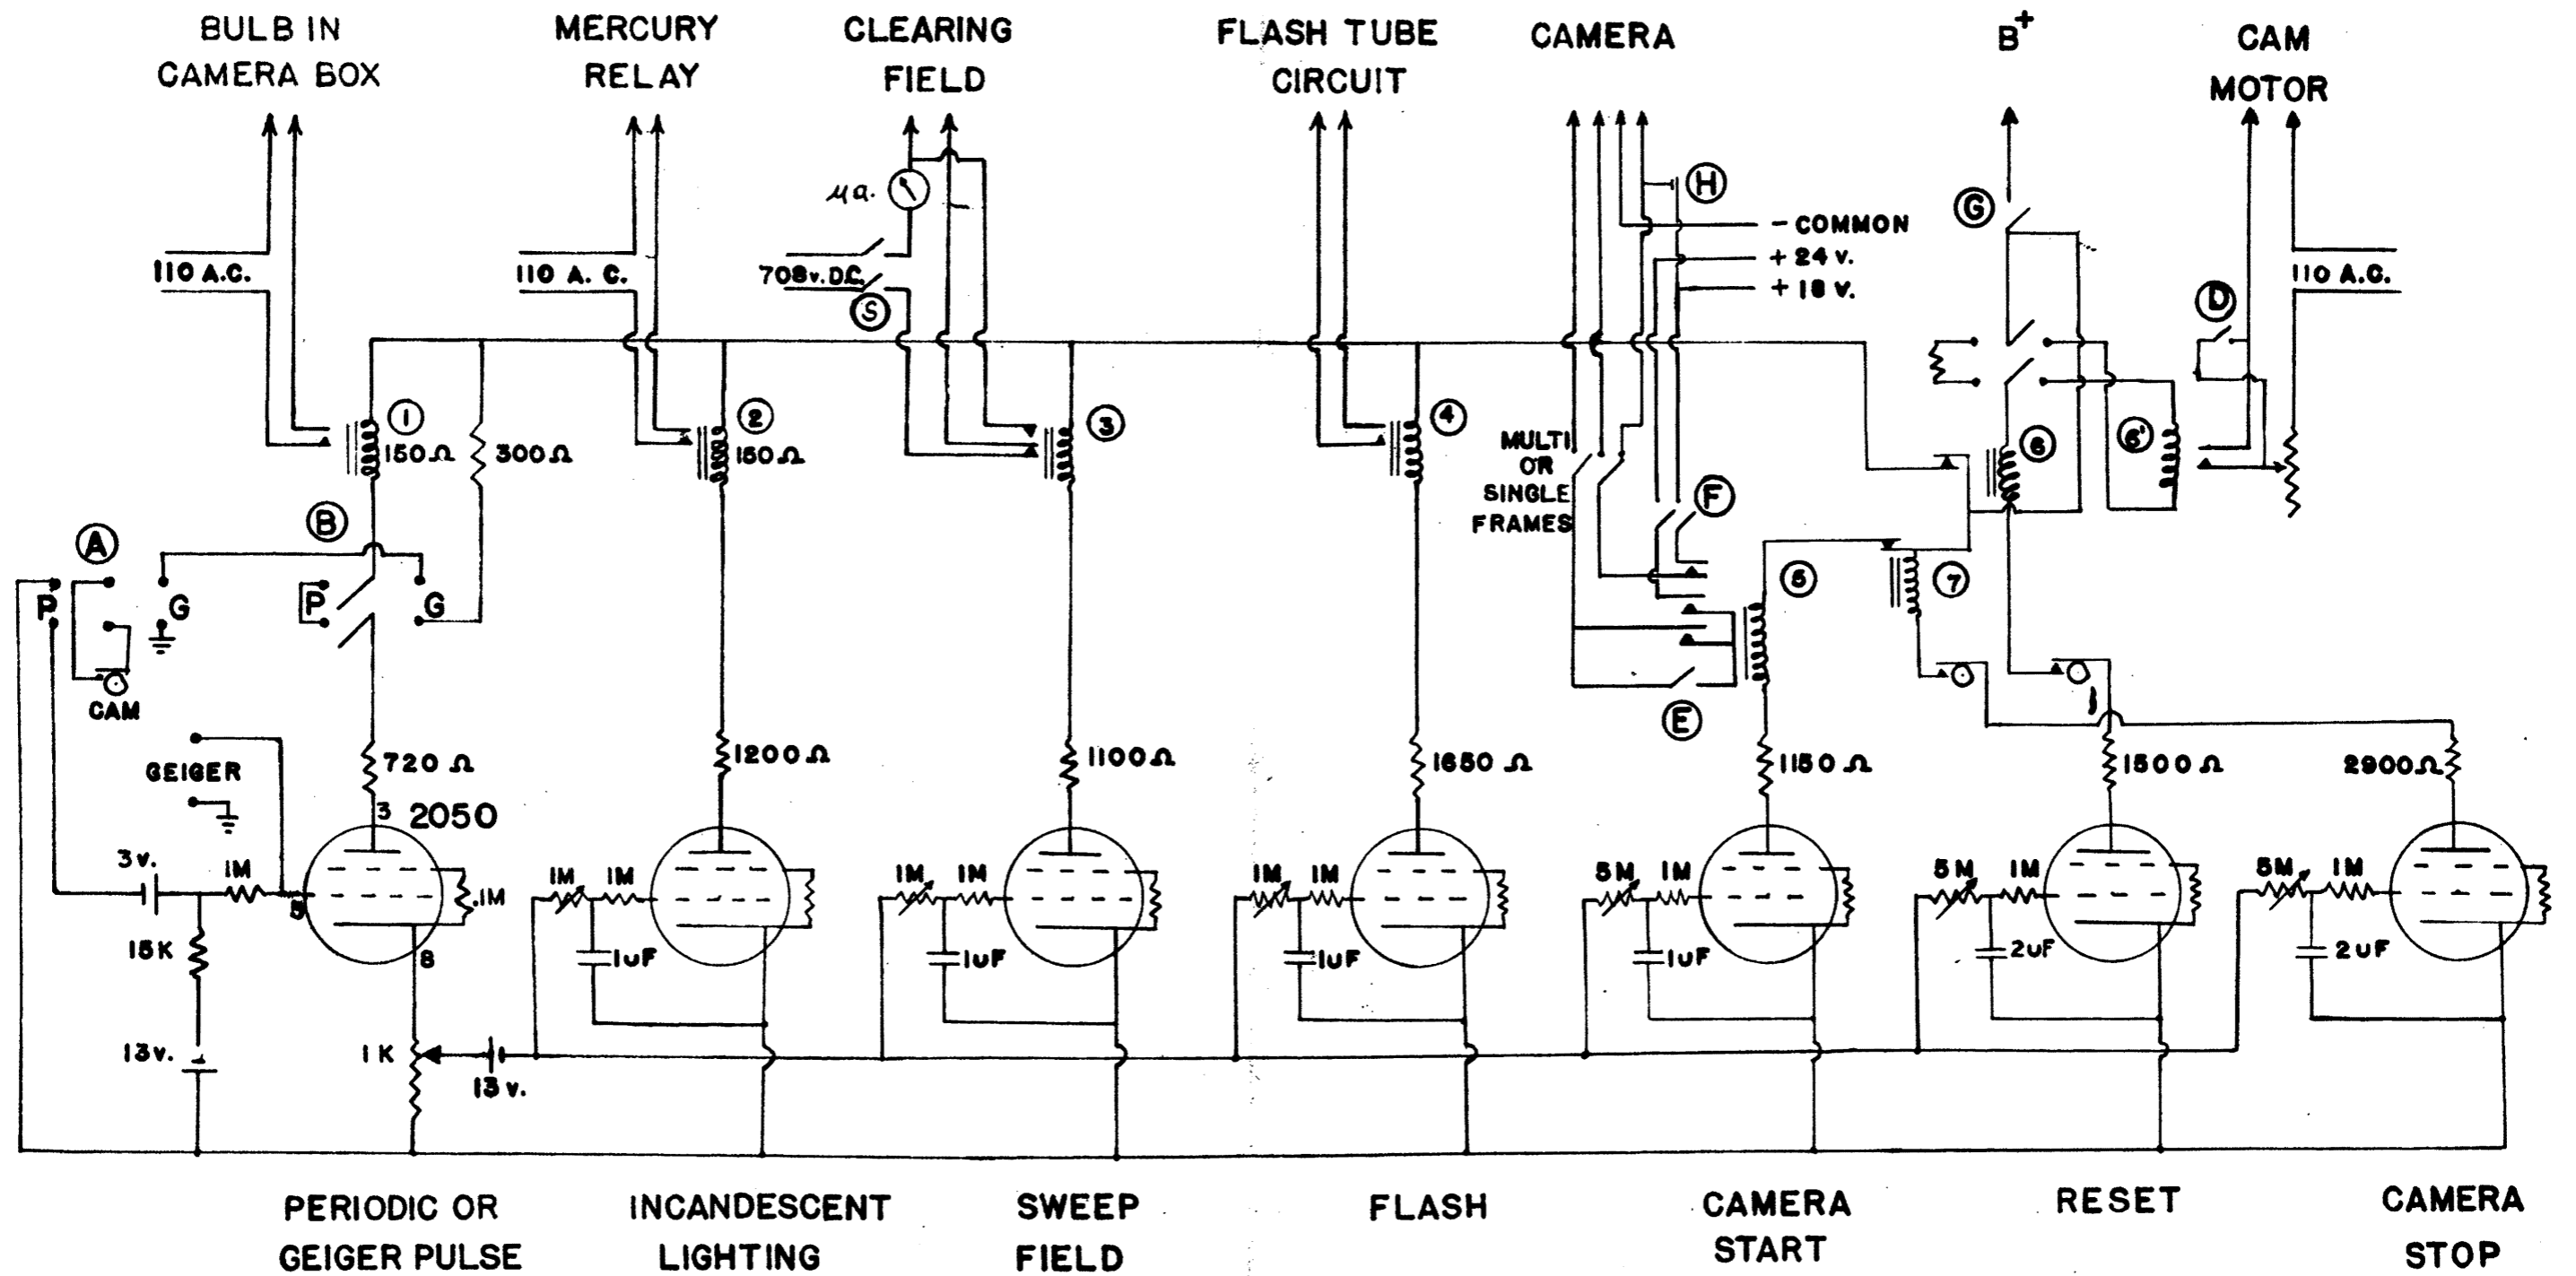 BULB IN
CAMERA BOX
MERCURY
RELAY
CLEARING
FIELD
FLASH TUBE
CIRCUIT
CAMERA
B+
CAM
MOTOR
μa.
H
G
- COMMON
+ 24 v.
+ 18 v.
110 A.C.
110 A. C.
708v. D.C.
S
D
110 A.C.
1
150Ω
300Ω
2
150Ω
3
4
MULTI
OR
SINGLE
FRAMES
F
6
6'
B
A
P
G
P
G
5
7
CAM
E
GEIGER
720 Ω
1200Ω
1100Ω
1650 Ω
1150 Ω
1500 Ω
2900Ω
3
2050
3v.
1M
5
.1M
8
15K
13v.
1 K
13 v.
1M
1M
1uF
1M
1M
1uF
1M
1M
1uF
5M
1M
1uF
5M
1M
2uF
5M
1M
2uF
PERIODIC OR
GEIGER PULSE
INCANDESCENT
LIGHTING
SWEEP
FIELD
FLASH
CAMERA
START
RESET
CAMERA
STOP